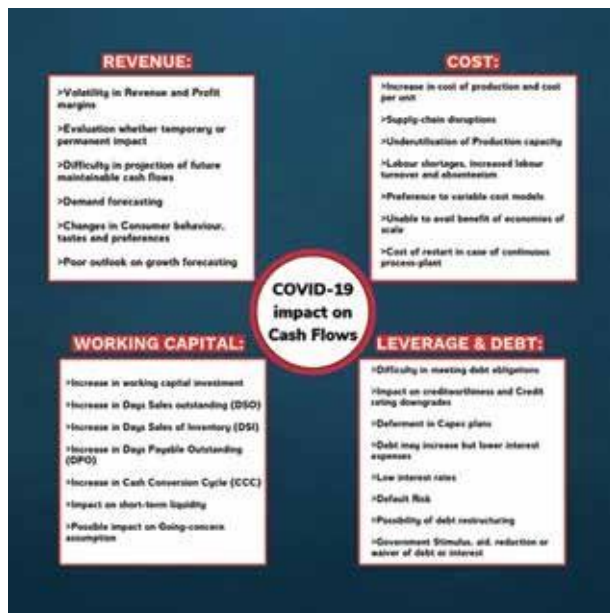 REVENUE:
>Volatility in Revenue and Profit
margins
>Evaluation whether temporary or
permanent impact
>Difficulty in projection of future
maintainable cash flows
>Demand forecasting
>Changes in Consumer behaviour,
tastes and preferences
>Poor outlook on growth forecasting
COST:
>Increase in cost of production and cost
per unit
>Supply-chain disruptions
>Underutilisation of Production capacity
>Labour shortages, increased labour
turnover and absenteeism
>Preference to variable cost models
>Unable to avail benefit of economies of
scale
>Cost of restart in case of continuous
process-plant
COVID-19
impact on
Cash Flows
WORKING CAPITAL:
>Increase in working capital investment
>Increase in Days Sales outstanding (DSO)
>Increase in Days Sales of Inventory (DSI)
>Increase in Days Payable Outstanding
(DPO)
>Increase in Cash Conversion Cycle (CCC)
>Impact on short-term liquidity
>Possible impact on Going-concern
assumption
LEVERAGE & DEBT:
>Difficulty in meeting debt obligations
>Impact on creditworthiness and Credit
rating downgrades
>Deferment in Capex plans
>Debt may increase but lower interest
expenses
>Low interest rates
>Default Risk
>Possibility of debt restructuring
>Government Stimulus, aid, reduction or
waiver of debt or interest